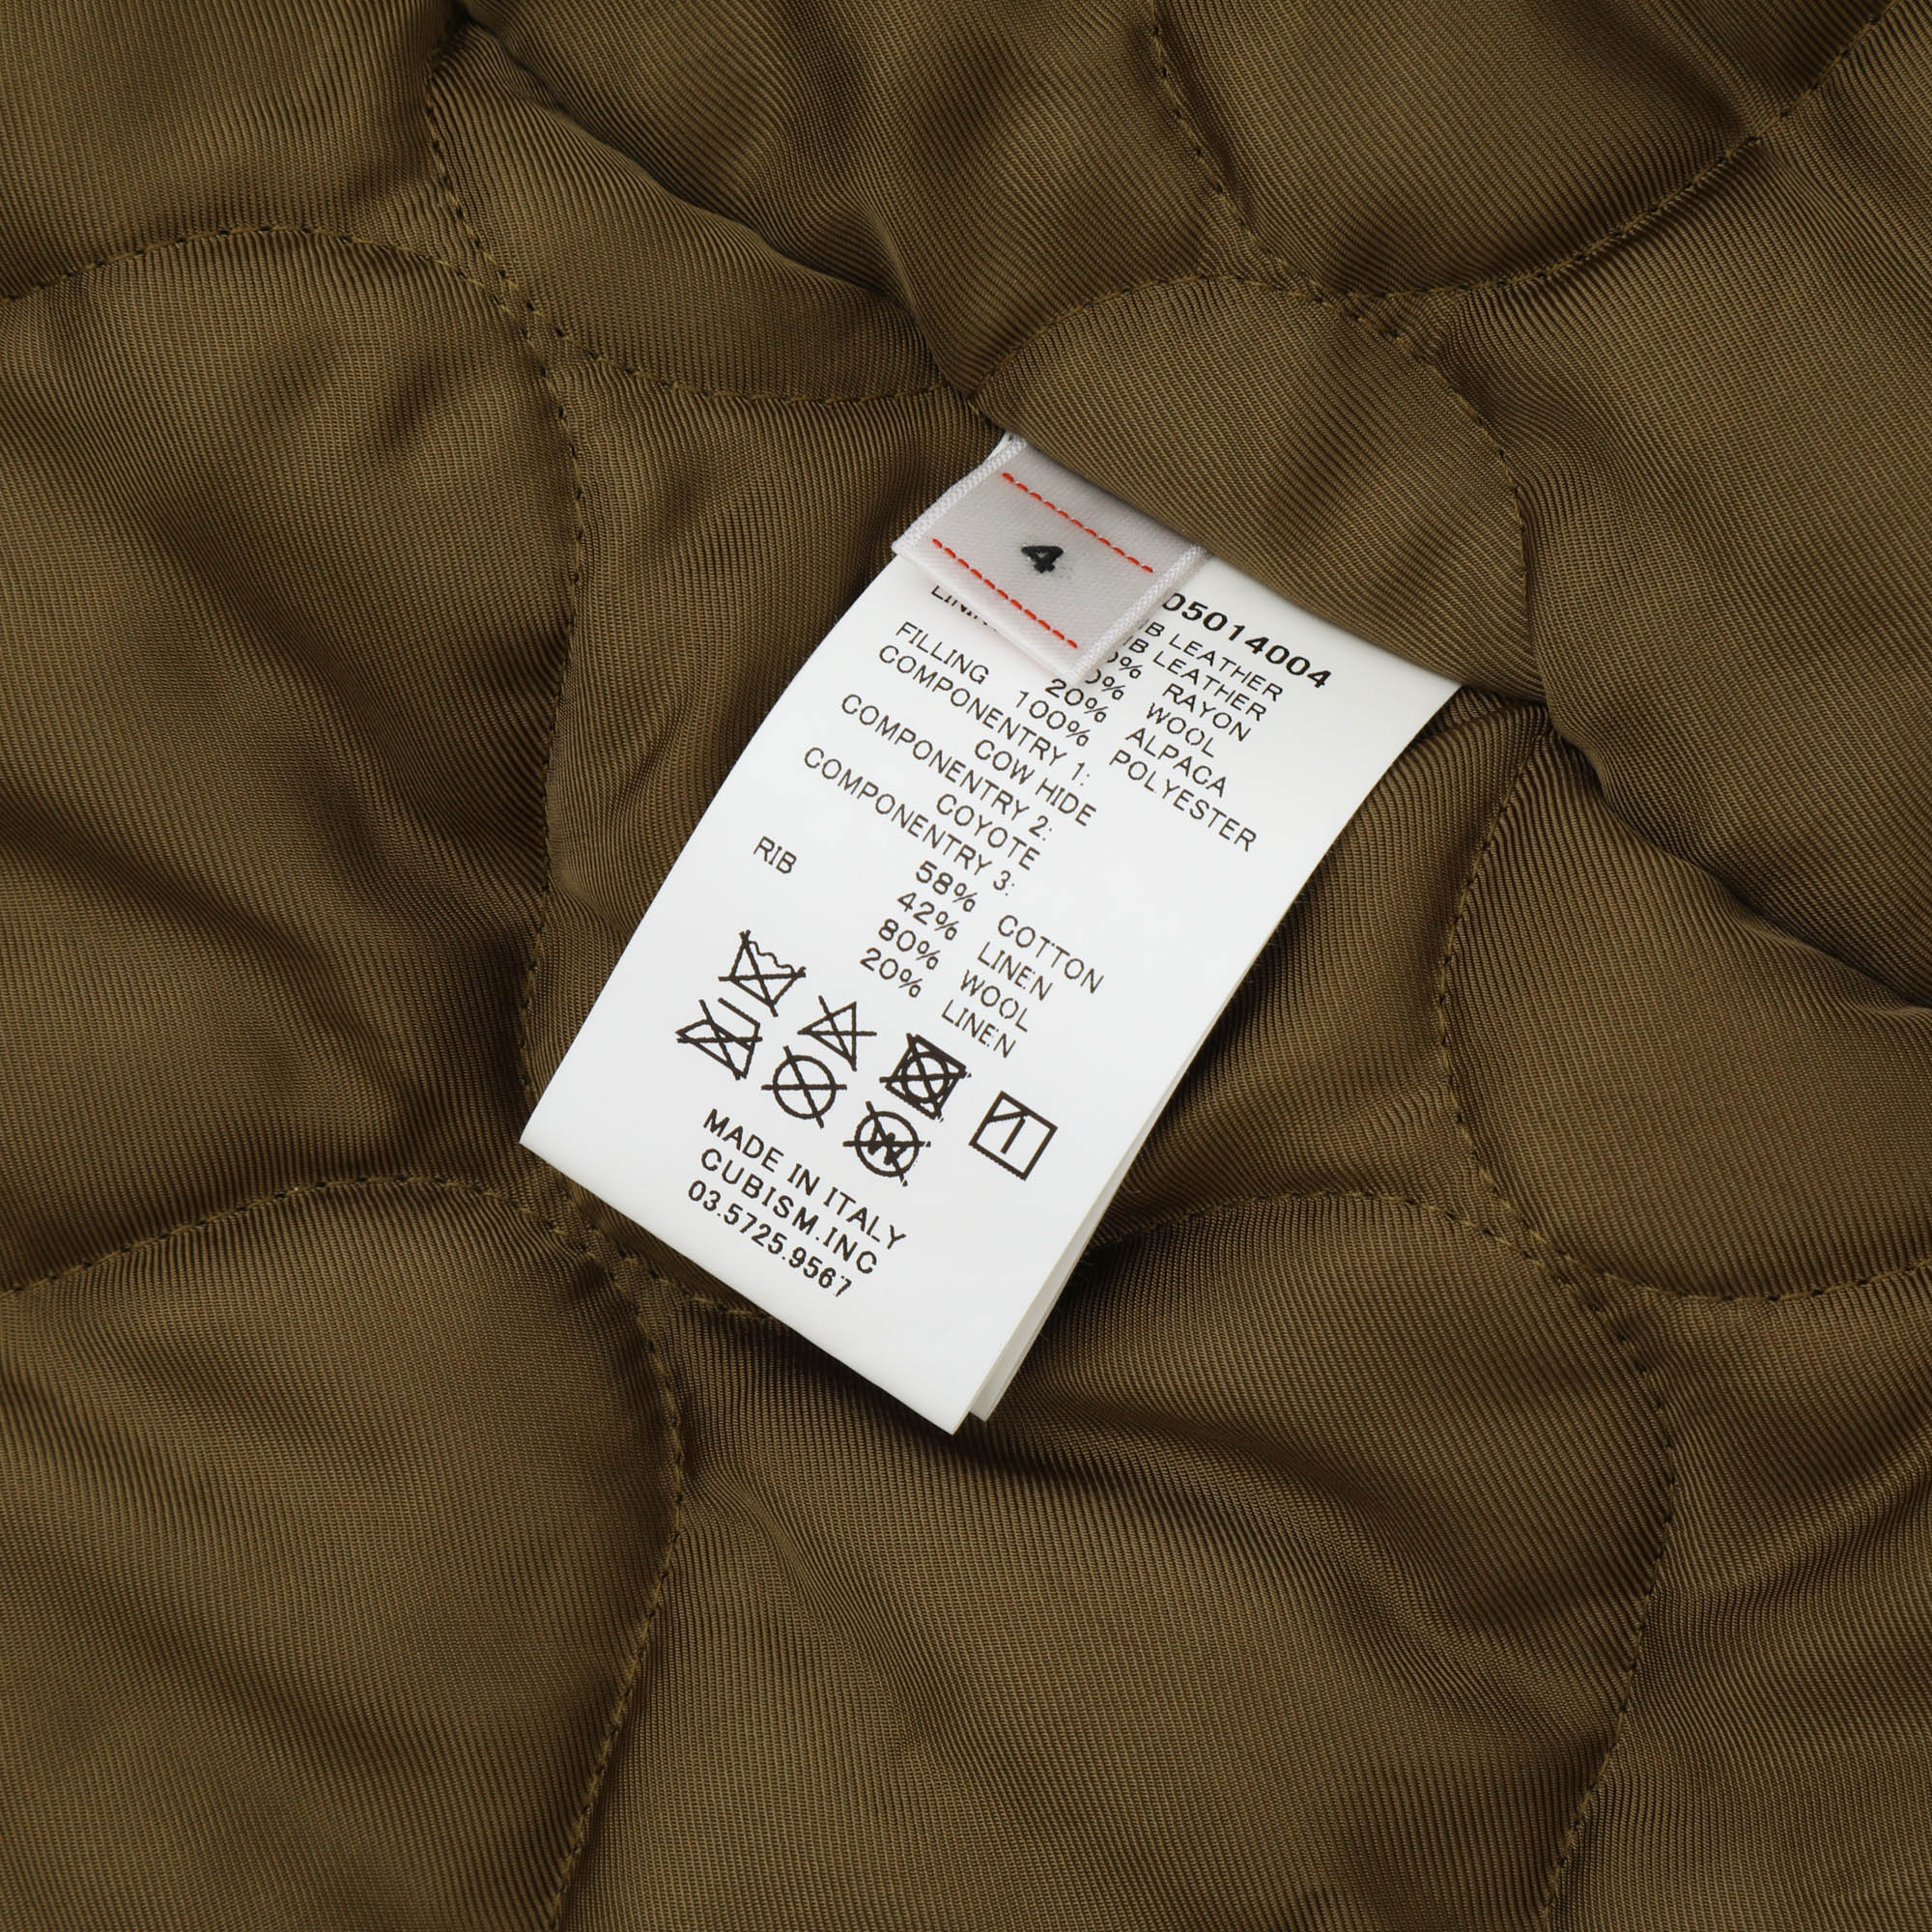 4
05014004
LEATHER
LEATHER
RAYON
WOOL
20% ALPACA
FILLING 100% POLYESTER
COMPONENTRY 1:
COW HIDE
COMPONENTRY 2:
COYOTE
COMPONENTRY 3:
58% COTTON
42% LINEN
RIB 80% WOOL
20% LINEN
W
MADE IN ITALY
CUBISM.INC
03.5725.9567